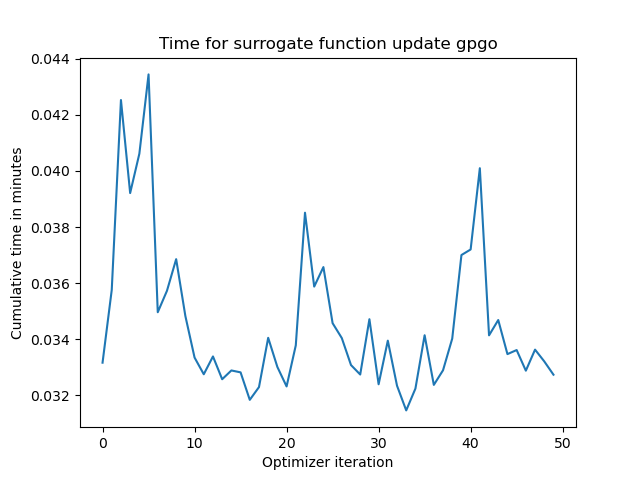 Time for surrogate function update gpgo
0.044
0.042
0.040
0.038
0.036
0.034
0.032
Cumulative time in minutes
0 10 20 30 40 50
Optimizer iteration